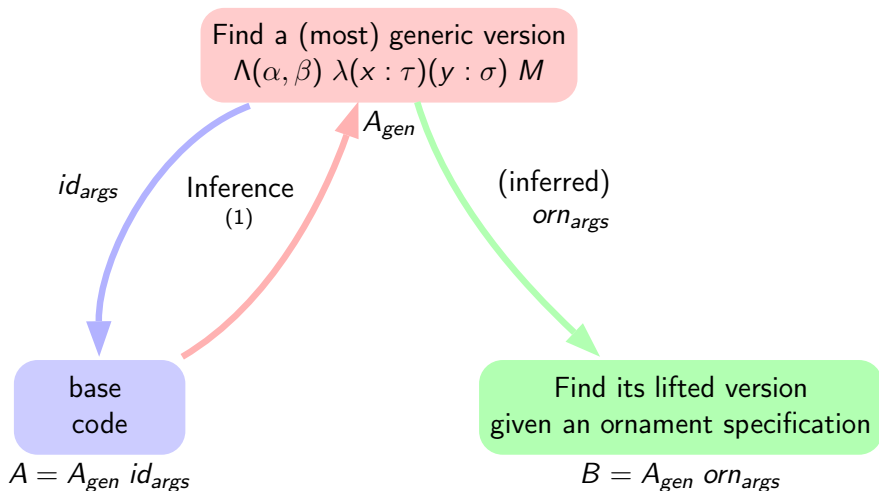 Find a (most) generic version
Λ(α, β) λ(x : τ)(y : σ) M
A_gen
id_args
Inference
(1)
(inferred)
orn_args
base
code
A = A_gen id_args
Find its lifted version
given an ornament specification
B = A_gen orn_args